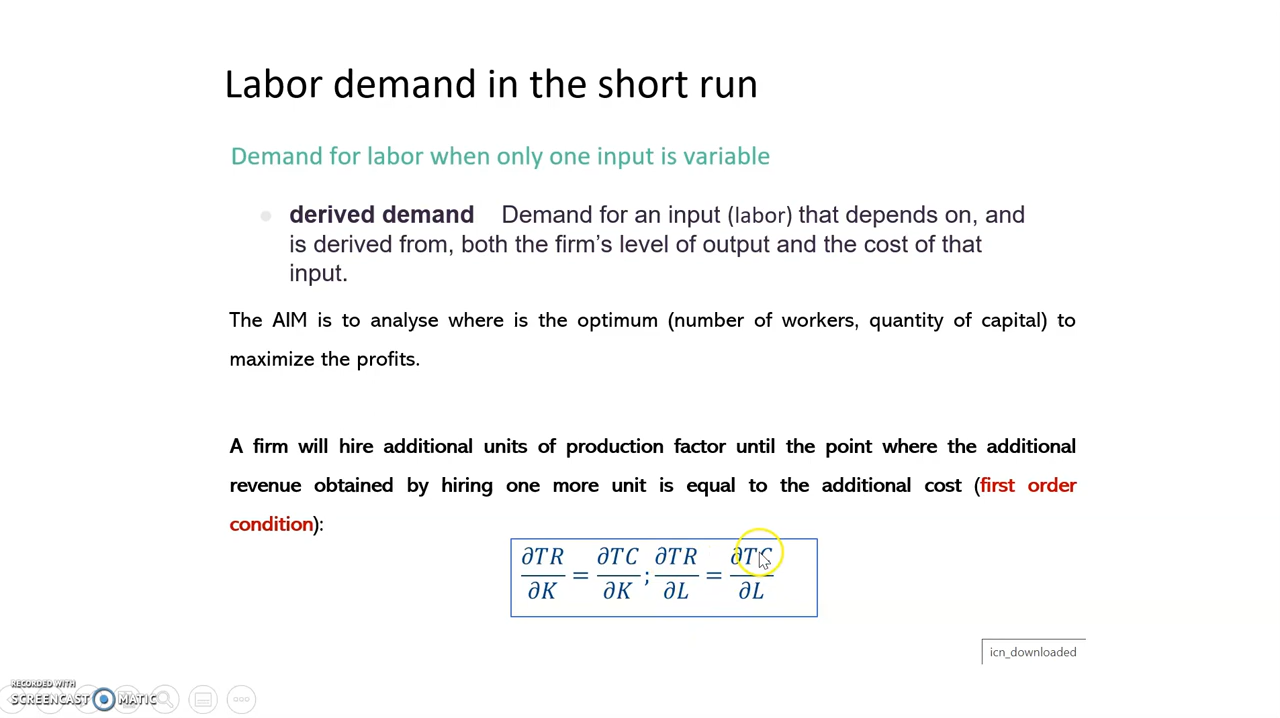 Labor demand in the short run
Demand for labor when only one input is variable
derived demand Demand for an input (labor) that depends on, and
is derived from, both the firm's level of output and the cost of that
input.
The AIM is to analyse where is the optimum (number of workers, quantity of capital) to
maximize the profits.
A firm will hire additional units of production factor until the point where the additional
revenue obtained by hiring one more unit is equal to the additional cost (first order
condition):
∂TR/∂K = ∂TC/∂K ; ∂TR/∂L = ∂TC/∂L
icn_downloaded
RECORDED WITH
SCREENCAST MATIC